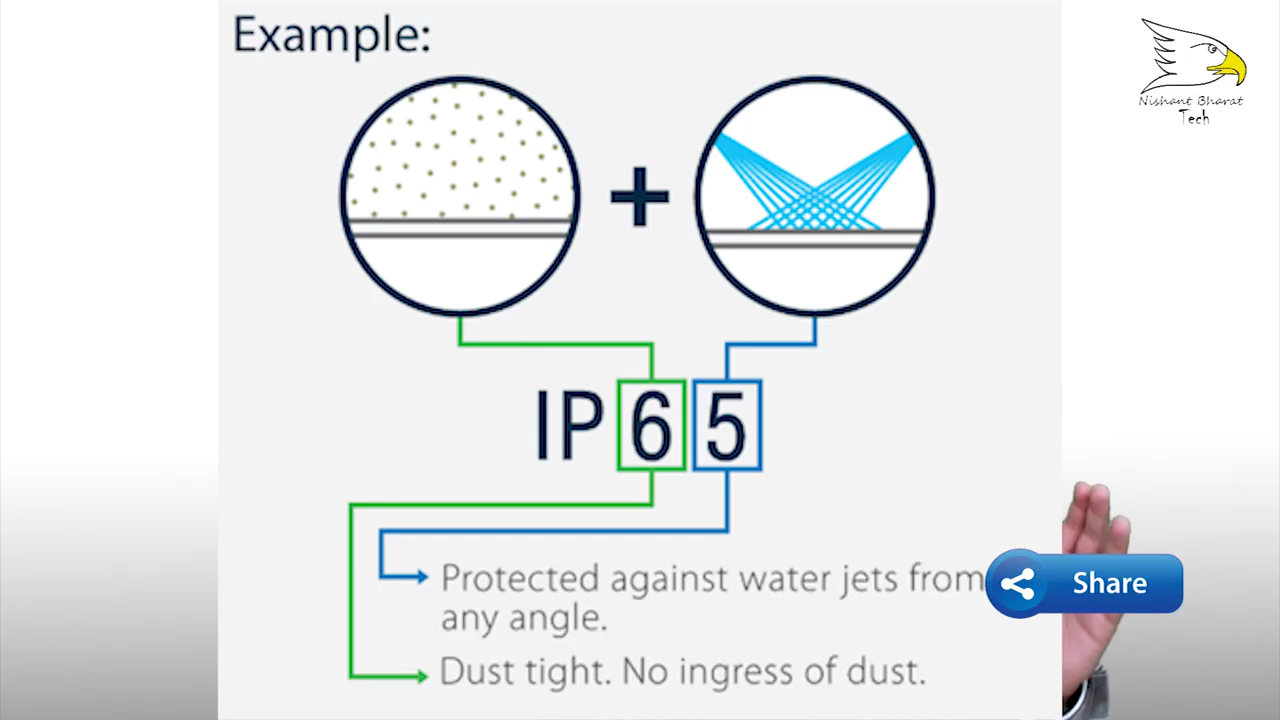 Example:
Nishant Bharat
Tech
IP 6 5
Protected against water jets from
any angle.
Share
Dust tight. No ingress of dust.